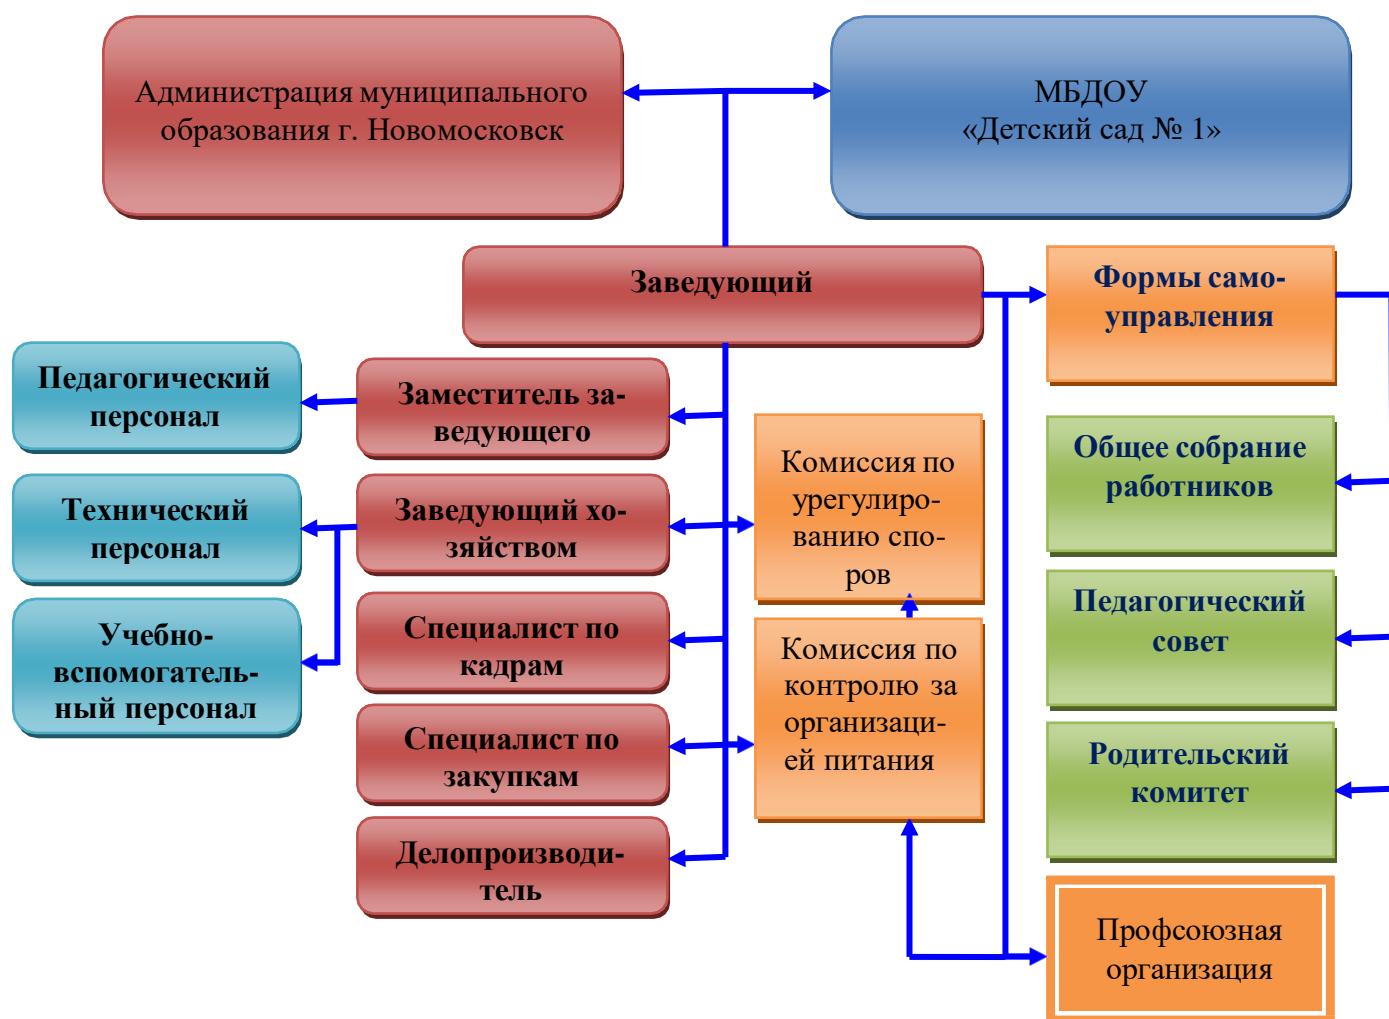 Администрация муниципального
образования г. Новомосковск
МБДОУ
«Детский сад № 1»
Заведующий
Формы само-
управления
Педагогический
персонал
Заместитель за-
ведующего
Общее собрание
работников
Комиссия по
урегулиро-
ванию спо-
ров
Технический
персонал
Заведующий хо-
зяйством
Педагогический
совет
Учебно-
вспомогатель-
ный персонал
Специалист по
кадрам
Комиссия по
контролю за
организаци-
ей питания
Специалист по
закупкам
Родительский
комитет
Делопроизводи-
тель
Профсоюзная
организация